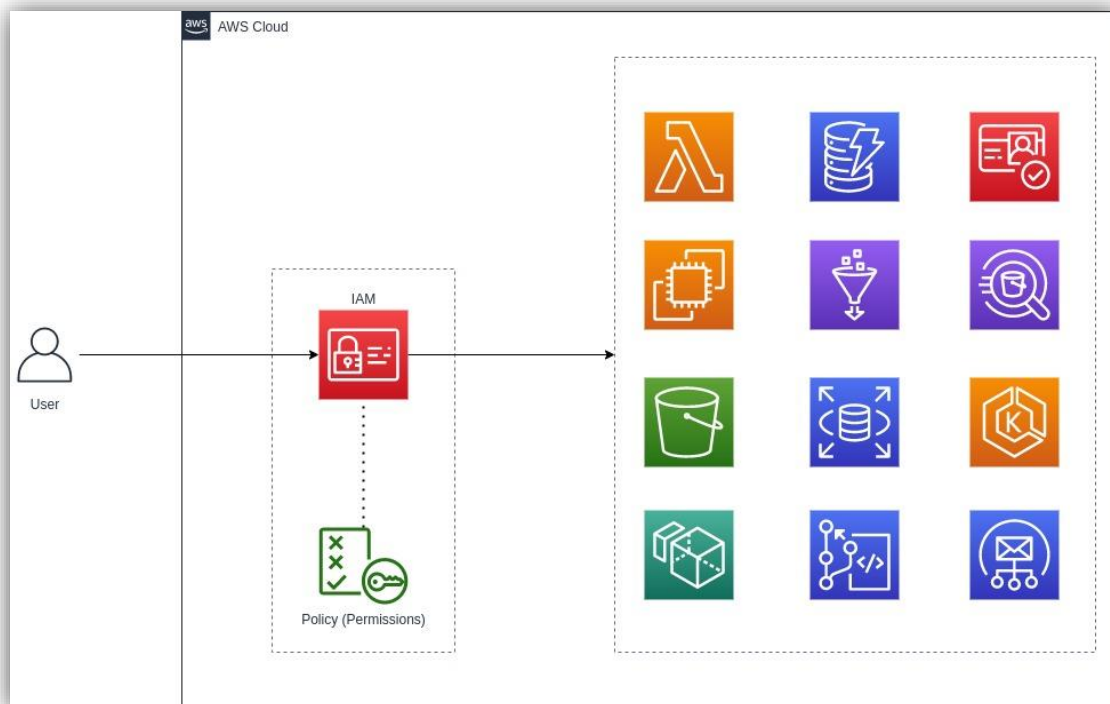 aws
AWS Cloud
IAM
User
K
</>
Policy (Permissions)